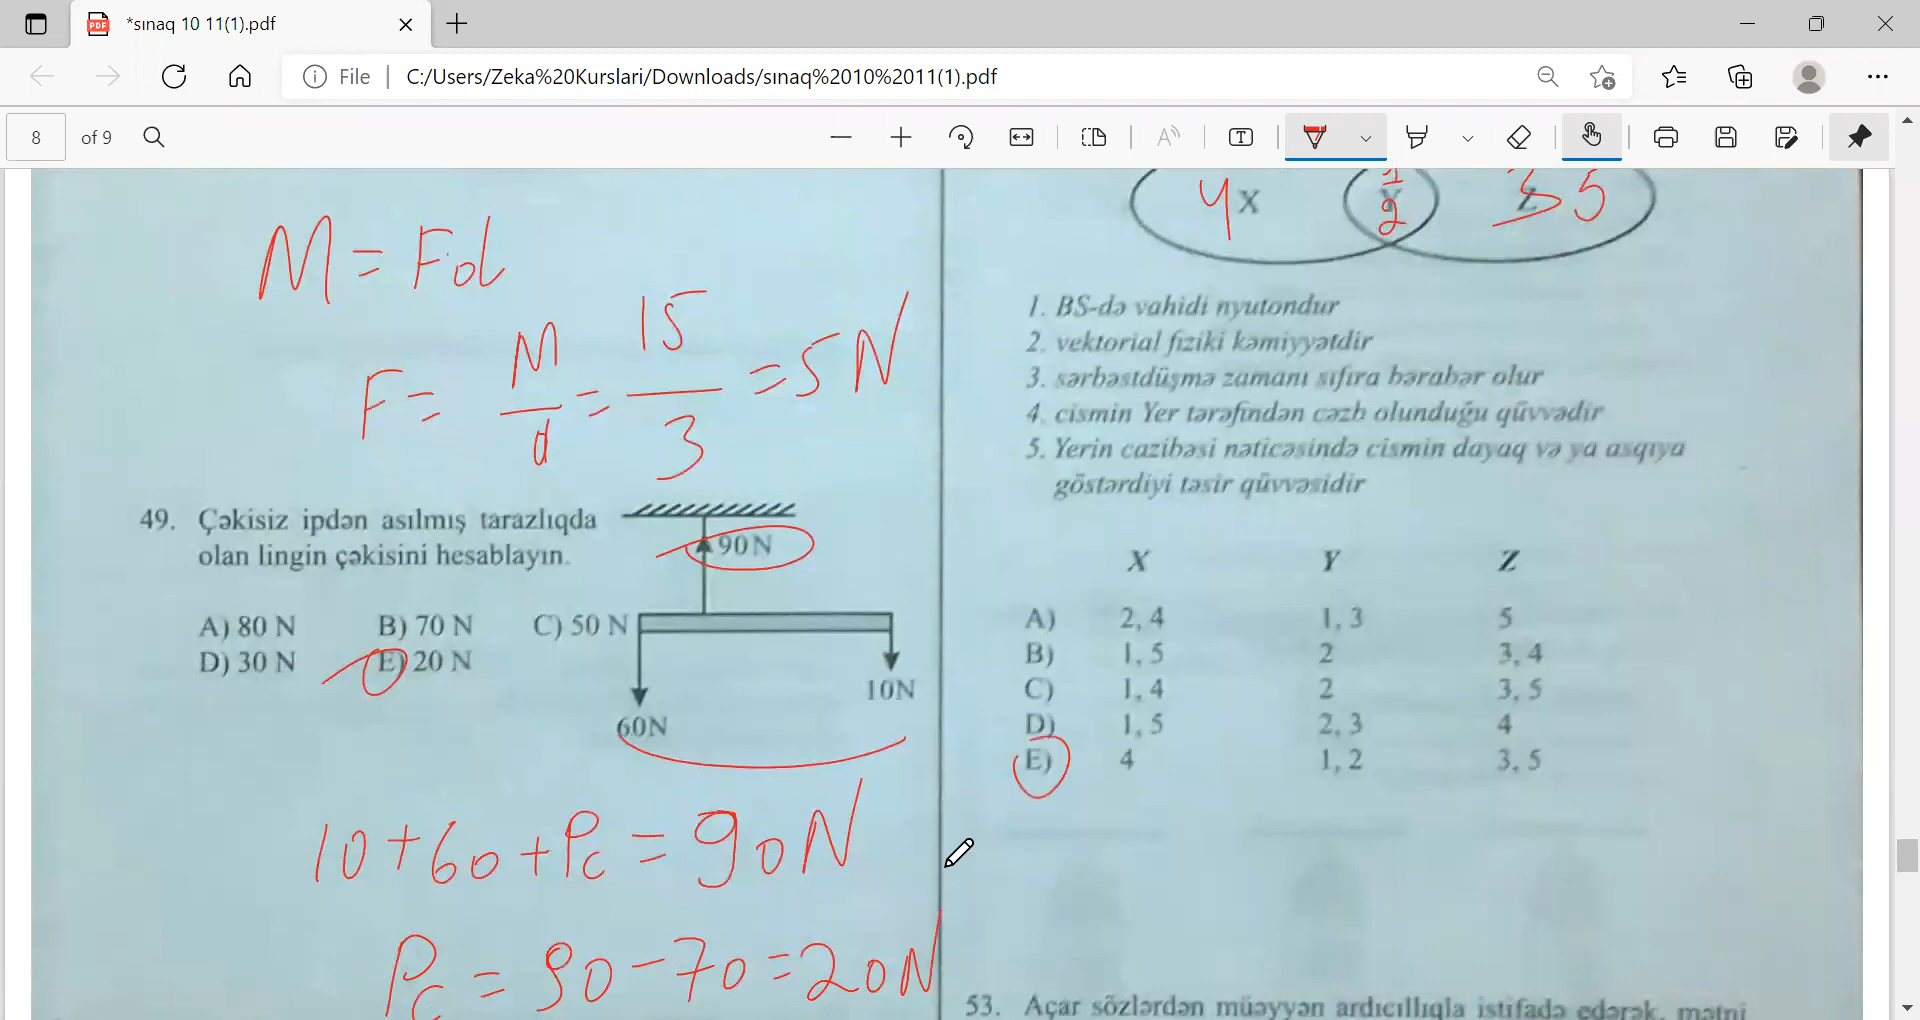 *sınaq 10 11(1).pdf
File
C:/Users/Zeka%20Kurslari/Downloads/sınaq%2010%2011(1).pdf
8 of 9
M = Fd
F = M/d = 15/3 = 5 N
49. Çəkisiz ipdən asılmış tarazlıqda
olan lingin çəkisini hesablayın.
A) 80 N B) 70 N C) 50 N
D) 30 N E) 20 N
90N
10N
60N
10 + 60 + Pc = 90N
Pc = 90 - 70 = 20N
4 X 1 2 Y 3 5 Z
1. BS-də vahidi nyutondur
2. vektorial fiziki kəmiyyətdir
3. sərbəstdüşmə zamanı sıfıra bərabər olur
4. cismin Yer tərəfindən cəzb olunduğu qüvvədir
5. Yerin cazibəsi nəticəsində cismin dayaq və ya asqıya
göstərdiyi təsir qüvvəsidir
X Y Z
A) 2, 4 1, 3 5
B) 1, 5 2 3, 4
C) 1, 4 2 3, 5
D) 1, 5 2, 3 4
E) 4 1, 2 3, 5
53. Açar sözlərdən müəyyən ardıcıllıqla istifadə edərək, mətni